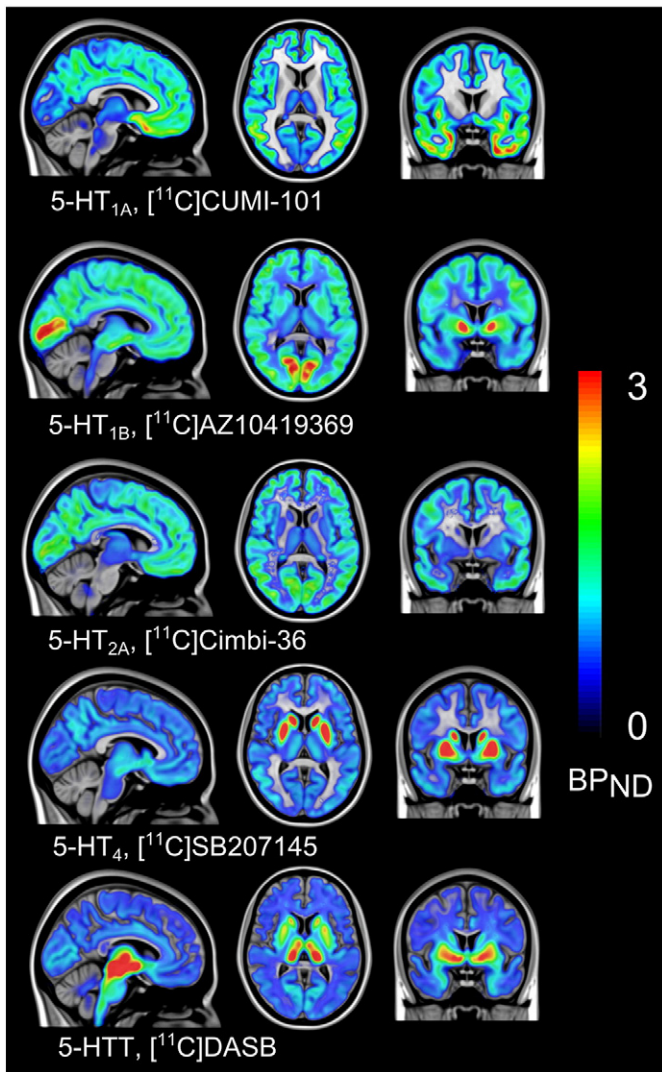 5-HT₁A, [¹¹C]CUMI-101
5-HT₁B, [¹¹C]AZ10419369
5-HT₂A, [¹¹C]Cimbi-36
5-HT₄, [¹¹C]SB207145
5-HTT, [¹¹C]DASB
3
0
BPND